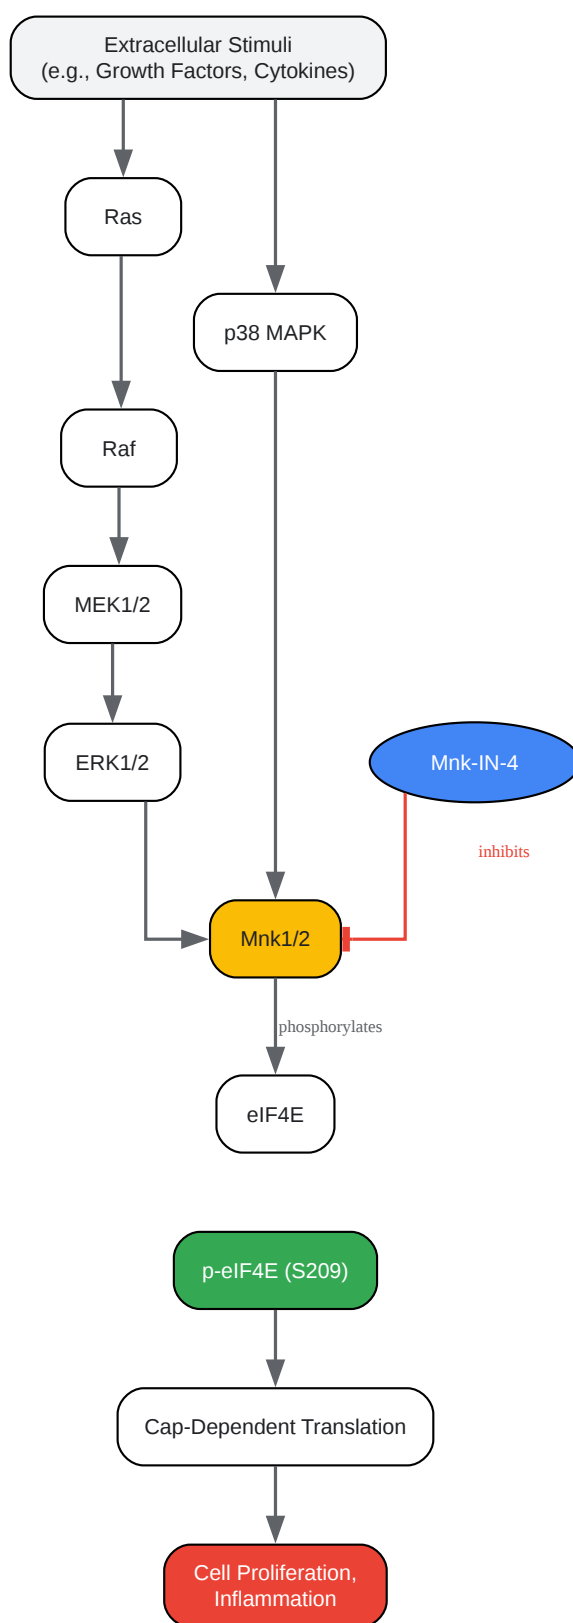 Extracellular Stimuli
(e.g., Growth Factors, Cytokines)
Ras
p38 MAPK
Raf
MEK1/2
ERK1/2
Mnk-IN-4
inhibits
Mnk1/2
phosphorylates
eIF4E
p-eIF4E (S209)
Cap-Dependent Translation
Cell Proliferation,
Inflammation